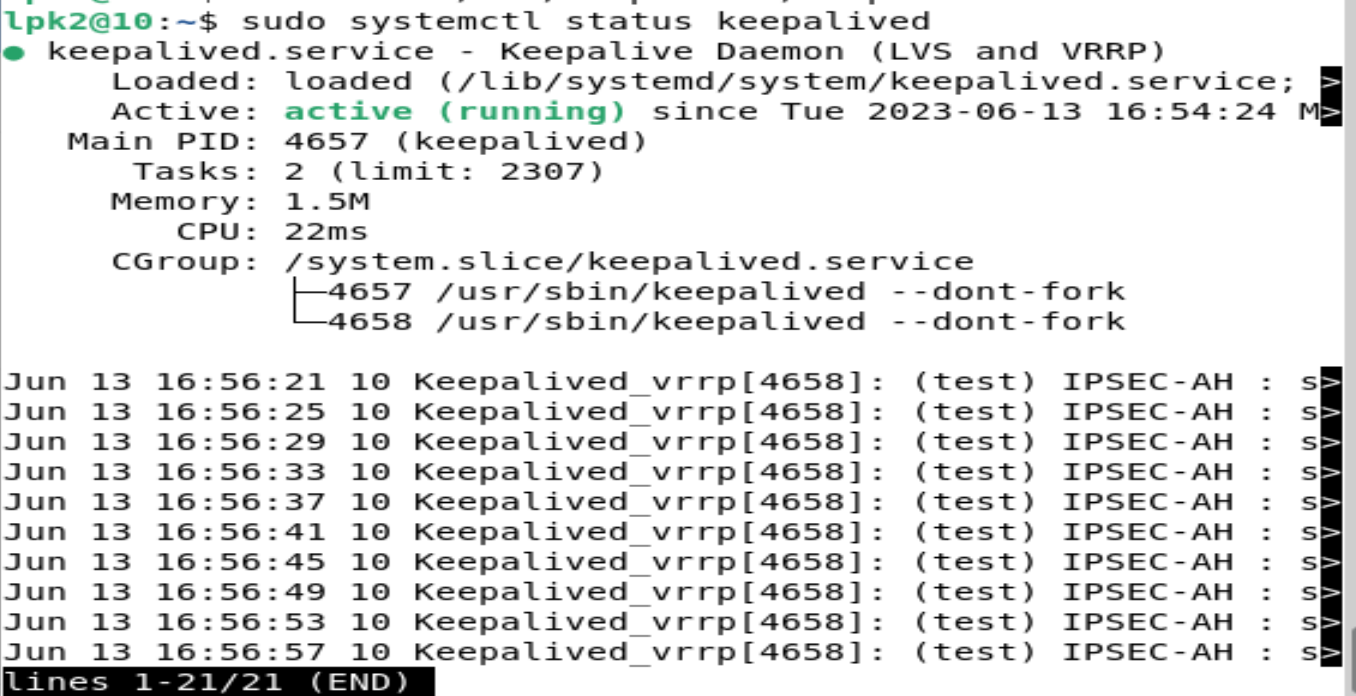 lpk2@10:~$ sudo systemctl status keepalived
● keepalived.service - Keepalive Daemon (LVS and VRRP)
Loaded: loaded (/lib/systemd/system/keepalived.service; >
Active: active (running) since Tue 2023-06-13 16:54:24 M>
Main PID: 4657 (keepalived)
Tasks: 2 (limit: 2307)
Memory: 1.5M
CPU: 22ms
CGroup: /system.slice/keepalived.service
├─4657 /usr/sbin/keepalived --dont-fork
└─4658 /usr/sbin/keepalived --dont-fork
Jun 13 16:56:21 10 Keepalived_vrrp[4658]: (test) IPSEC-AH : s>
Jun 13 16:56:25 10 Keepalived_vrrp[4658]: (test) IPSEC-AH : s>
Jun 13 16:56:29 10 Keepalived_vrrp[4658]: (test) IPSEC-AH : s>
Jun 13 16:56:33 10 Keepalived_vrrp[4658]: (test) IPSEC-AH : s>
Jun 13 16:56:37 10 Keepalived_vrrp[4658]: (test) IPSEC-AH : s>
Jun 13 16:56:41 10 Keepalived_vrrp[4658]: (test) IPSEC-AH : s>
Jun 13 16:56:45 10 Keepalived_vrrp[4658]: (test) IPSEC-AH : s>
Jun 13 16:56:49 10 Keepalived_vrrp[4658]: (test) IPSEC-AH : s>
Jun 13 16:56:53 10 Keepalived_vrrp[4658]: (test) IPSEC-AH : s>
Jun 13 16:56:57 10 Keepalived_vrrp[4658]: (test) IPSEC-AH : s>
lines 1-21/21 (END)